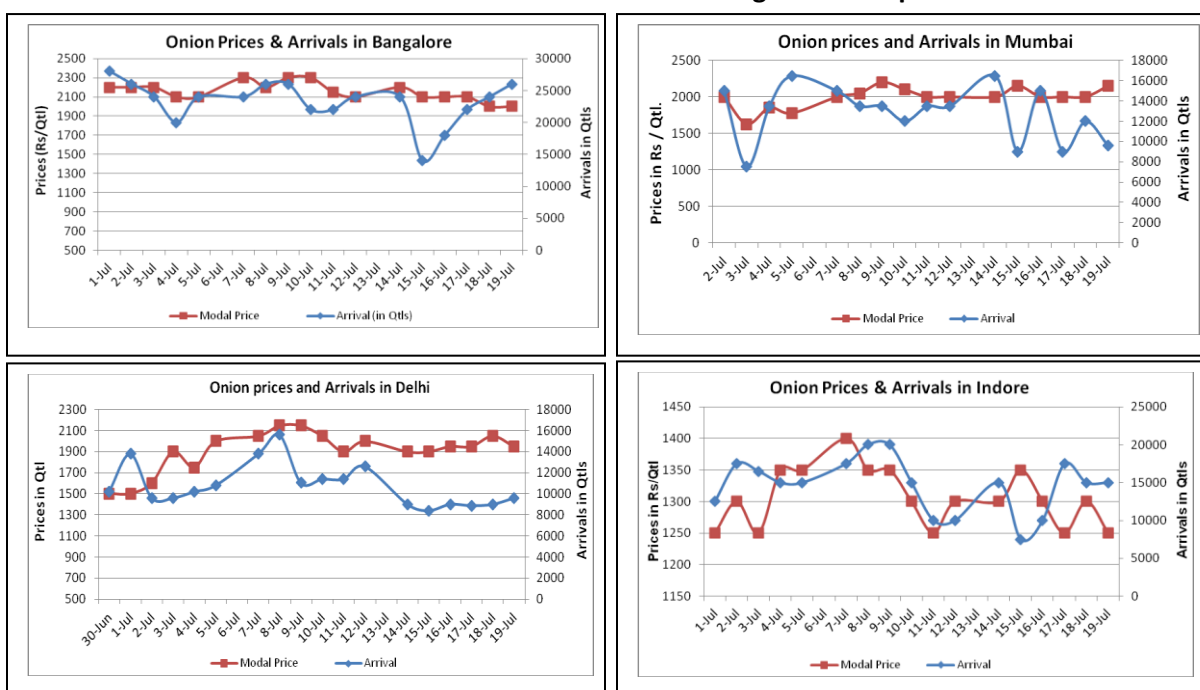 Onion Prices & Arrivals in Bangalore
Prices (Rs/Qtl)
2500
2300
2100
1900
1700
1500
1300
1100
900
700
500
30000
25000
20000
15000
10000
5000
0
Arrivals in Qtls
1-Jul
2-Jul
3-Jul
4-Jul
5-Jul
6-Jul
7-Jul
8-Jul
9-Jul
10-Jul
11-Jul
12-Jul
13-Jul
14-Jul
15-Jul
16-Jul
17-Jul
18-Jul
19-Jul
Modal Price
Arrival (in Qtls)
Onion prices and Arrivals in Mumbai
Prices in Rs / Qtl.
2500
2000
1500
1000
500
0
18000
16000
14000
12000
10000
8000
6000
4000
2000
0
Arrivals in Qtls
2-Jul
3-Jul
4-Jul
5-Jul
6-Jul
7-Jul
8-Jul
9-Jul
10-Jul
11-Jul
12-Jul
13-Jul
14-Jul
15-Jul
16-Jul
17-Jul
18-Jul
19-Jul
Modal Price
Arrival
Onion prices and Arrivals in Delhi
Prices in Qtl
2300
2100
1900
1700
1500
1300
1100
900
700
500
18000
16000
14000
12000
10000
8000
6000
4000
2000
0
Arrivals in Qtls
30-Jun
1-Jul
2-Jul
3-Jul
4-Jul
5-Jul
6-Jul
7-Jul
8-Jul
9-Jul
10-Jul
11-Jul
12-Jul
13-Jul
14-Jul
15-Jul
16-Jul
17-Jul
18-Jul
19-Jul
Modal Price
Arrival
Onion Prices & Arrivals in Indore
Prices in Rs/Qtl
1450
1400
1350
1300
1250
1200
1150
25000
20000
15000
10000
5000
0
Arrivals in Qtls
1-Jul
2-Jul
3-Jul
4-Jul
5-Jul
6-Jul
7-Jul
8-Jul
9-Jul
10-Jul
11-Jul
12-Jul
13-Jul
14-Jul
15-Jul
16-Jul
17-Jul
18-Jul
19-Jul
Modal Price
Arrival